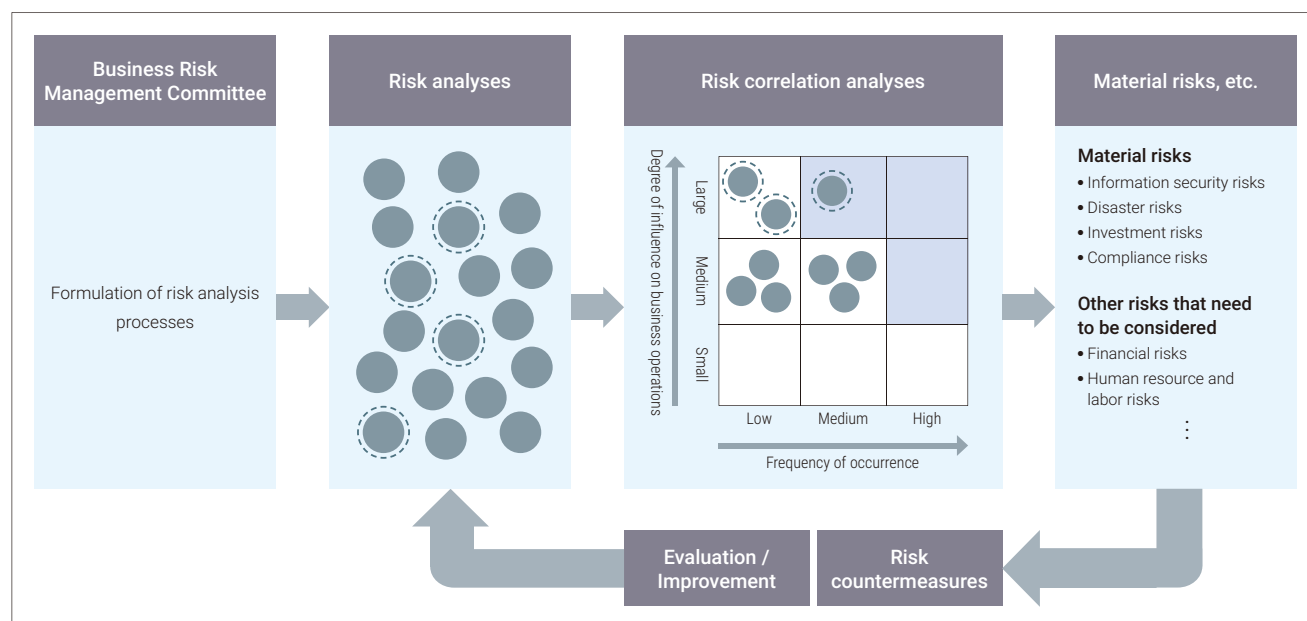 Business Risk
Management Committee
Formulation of risk analysis
processes
Risk analyses
Risk correlation analyses
Degree of influence on business operations
Large
Medium
Small
Low
Medium
High
Frequency of occurrence
Material risks, etc.
Material risks
• Information security risks
• Disaster risks
• Investment risks
• Compliance risks
Other risks that need
to be considered
• Financial risks
• Human resource and
labor risks
⋮
Risk
countermeasures
Evaluation /
Improvement